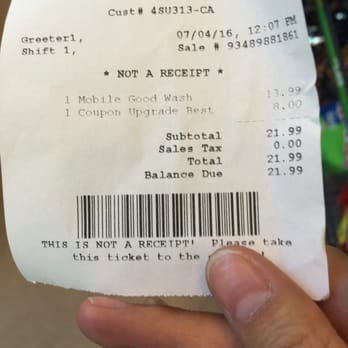 Cust# 4SU313-CA
Greeter1, 07/04/16, 12:07 PM
Shift 1, Sale # 93489881861
* NOT A RECEIPT *
1 Mobile Good Wash 13.99
1 Coupon Upgrade Best 8.00
Subtotal 21.99
Sales Tax 0.00
Total 21.99
Balance Due 21.99
THIS IS NOT A RECEIPT! Please take
this ticket to the